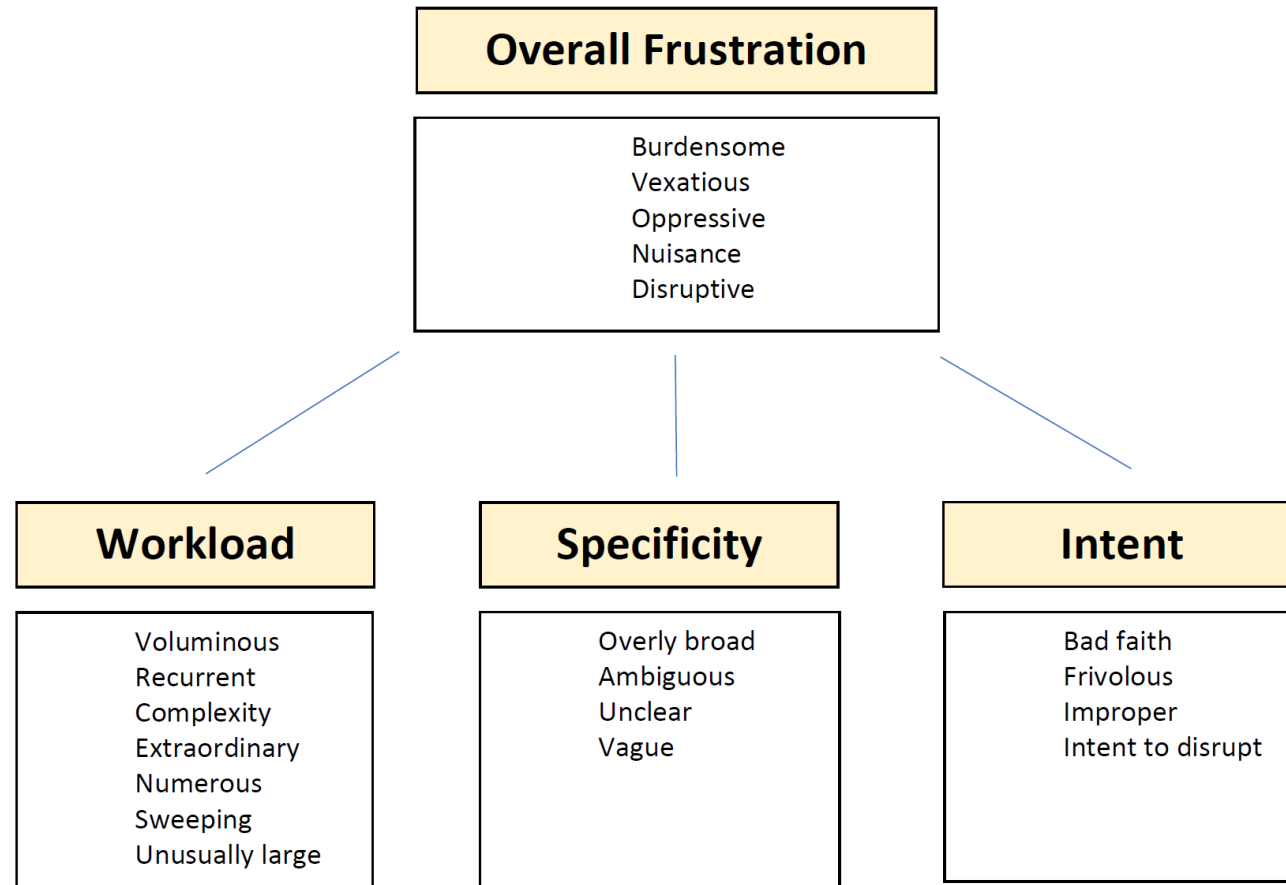 Overall Frustration
Burdensome
Vexatious
Oppressive
Nuisance
Disruptive
Workload
Voluminous
Recurrent
Complexity
Extraordinary
Numerous
Sweeping
Unusually large
Specificity
Overly broad
Ambiguous
Unclear
Vague
Intent
Bad faith
Frivolous
Improper
Intent to disrupt